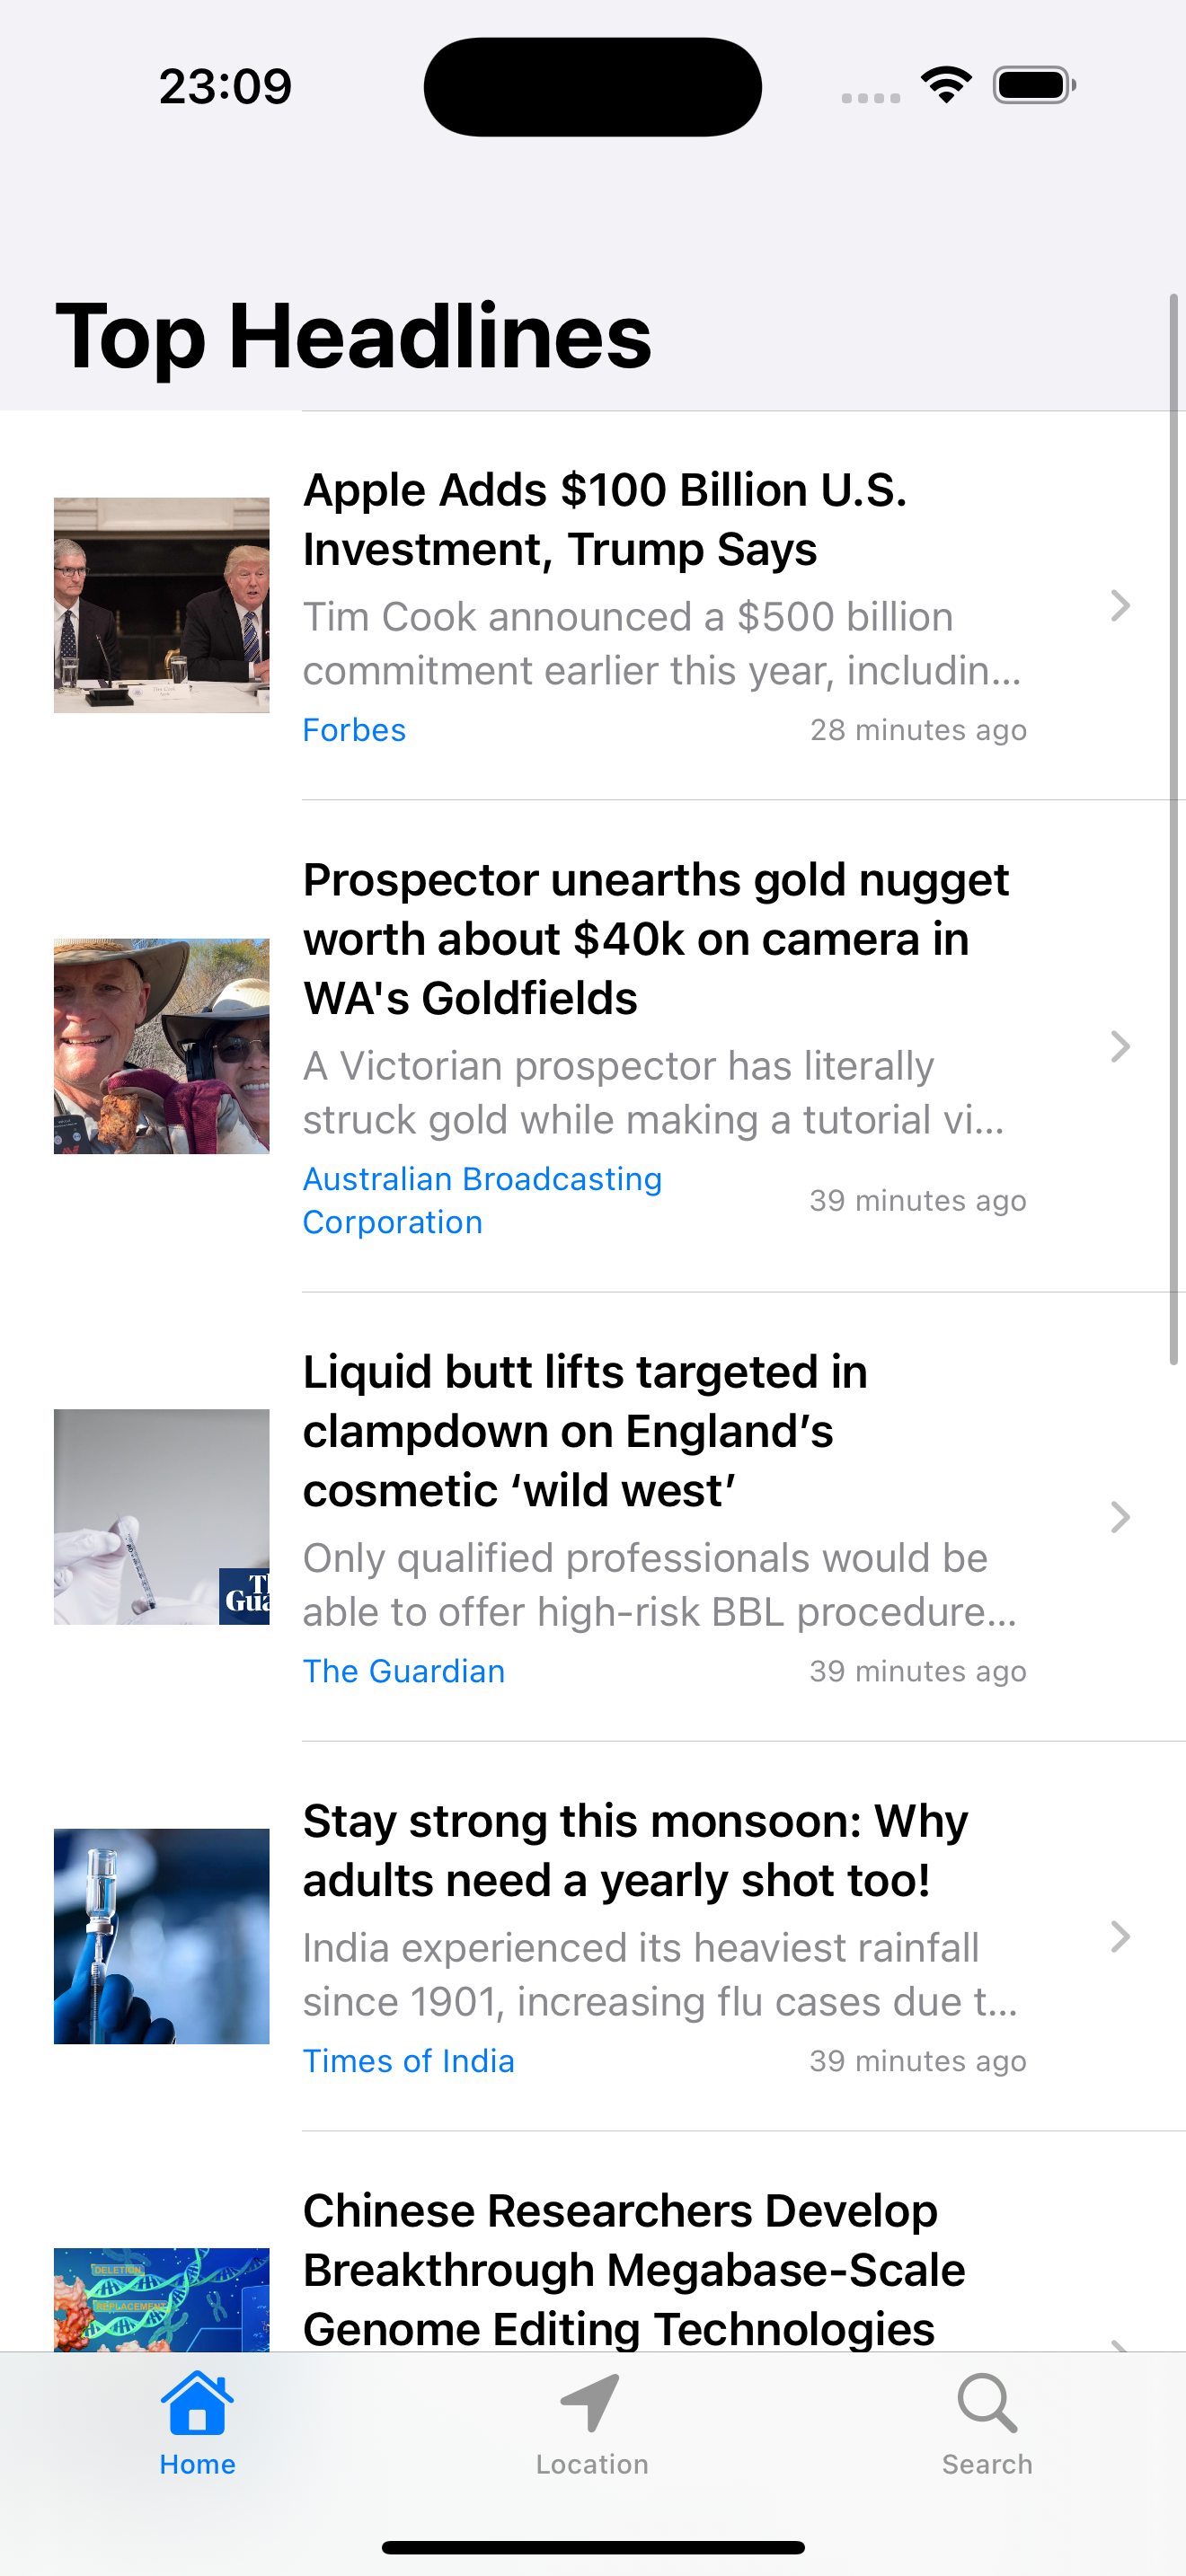 23:09
Top Headlines
Apple Adds $100 Billion U.S.
Investment, Trump Says
Tim Cook announced a $500 billion
commitment earlier this year, includin...
Forbes
28 minutes ago
Prospector unearths gold nugget
worth about $40k on camera in
WA's Goldfields
A Victorian prospector has literally
struck gold while making a tutorial vi...
Australian Broadcasting
Corporation
39 minutes ago
Liquid butt lifts targeted in
clampdown on England’s
cosmetic ‘wild west’
Only qualified professionals would be
able to offer high-risk BBL procedure...
The Guardian
39 minutes ago
Stay strong this monsoon: Why
adults need a yearly shot too!
India experienced its heaviest rainfall
since 1901, increasing flu cases due t...
Times of India
39 minutes ago
DELETION
REPLACEMENT
Chinese Researchers Develop
Breakthrough Megabase-Scale
Genome Editing Technologies
Home
Location
Search